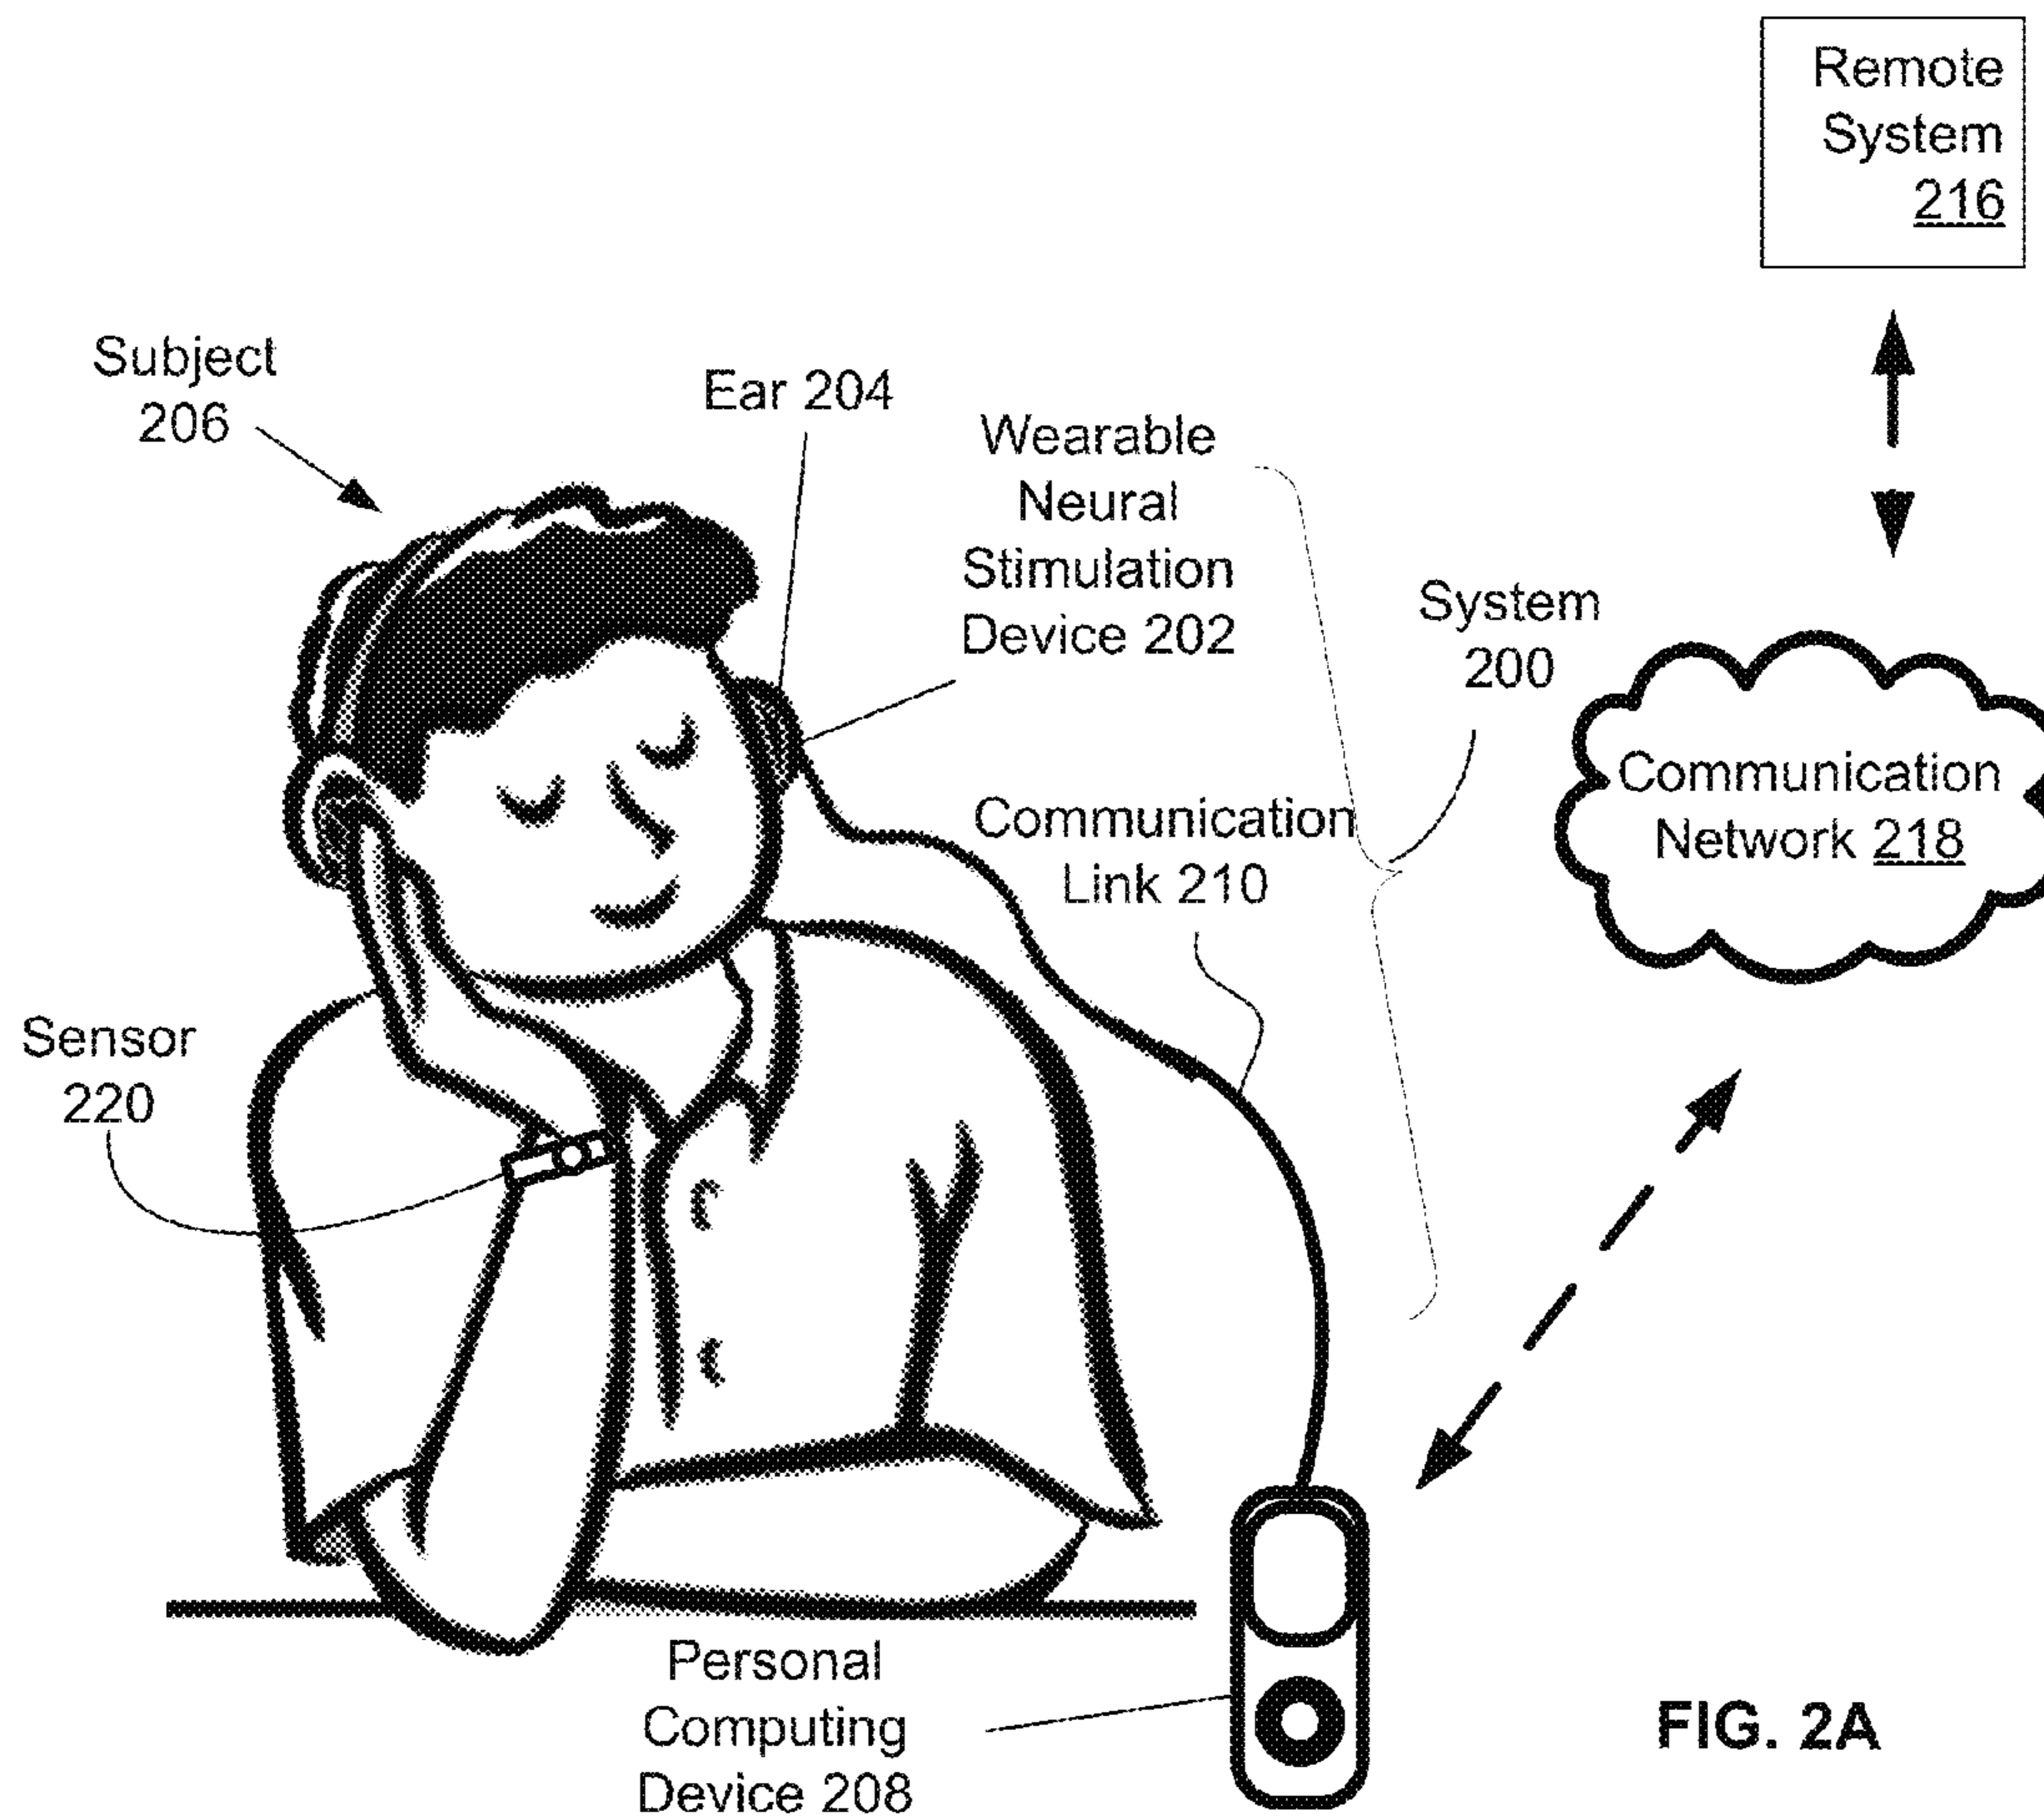 Remote
System
216
Subject
206
Ear 204
Wearable
Neural
Stimulation
Device 202
System
200
Communication
Network 218
Communication
Link 210
Sensor
220
Personal
Computing
Device 208
FIG. 2A